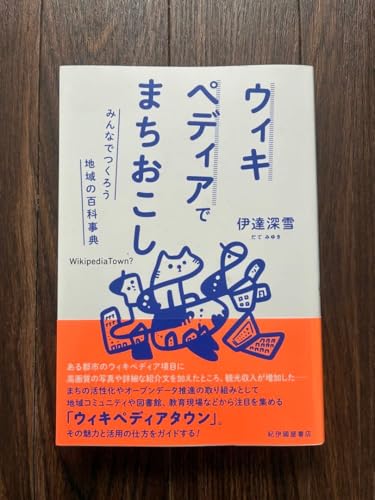 ウィキ
ペディアで
まちおこし
みんなでつくろう
地域の百科事典
伊達深雪
だて みゆき
WikipediaTown?
ある都市のウィキペディア項目に
高画質の写真や詳細な紹介文を加えたところ、観光収入が増加した──
まちの活性化やオープンデータ推進の取り組みとして
地域コミュニティや図書館、教育現場などから注目を集める
「ウィキペディアタウン」。
その魅力と活用の仕方をガイドする!
紀伊國屋書店